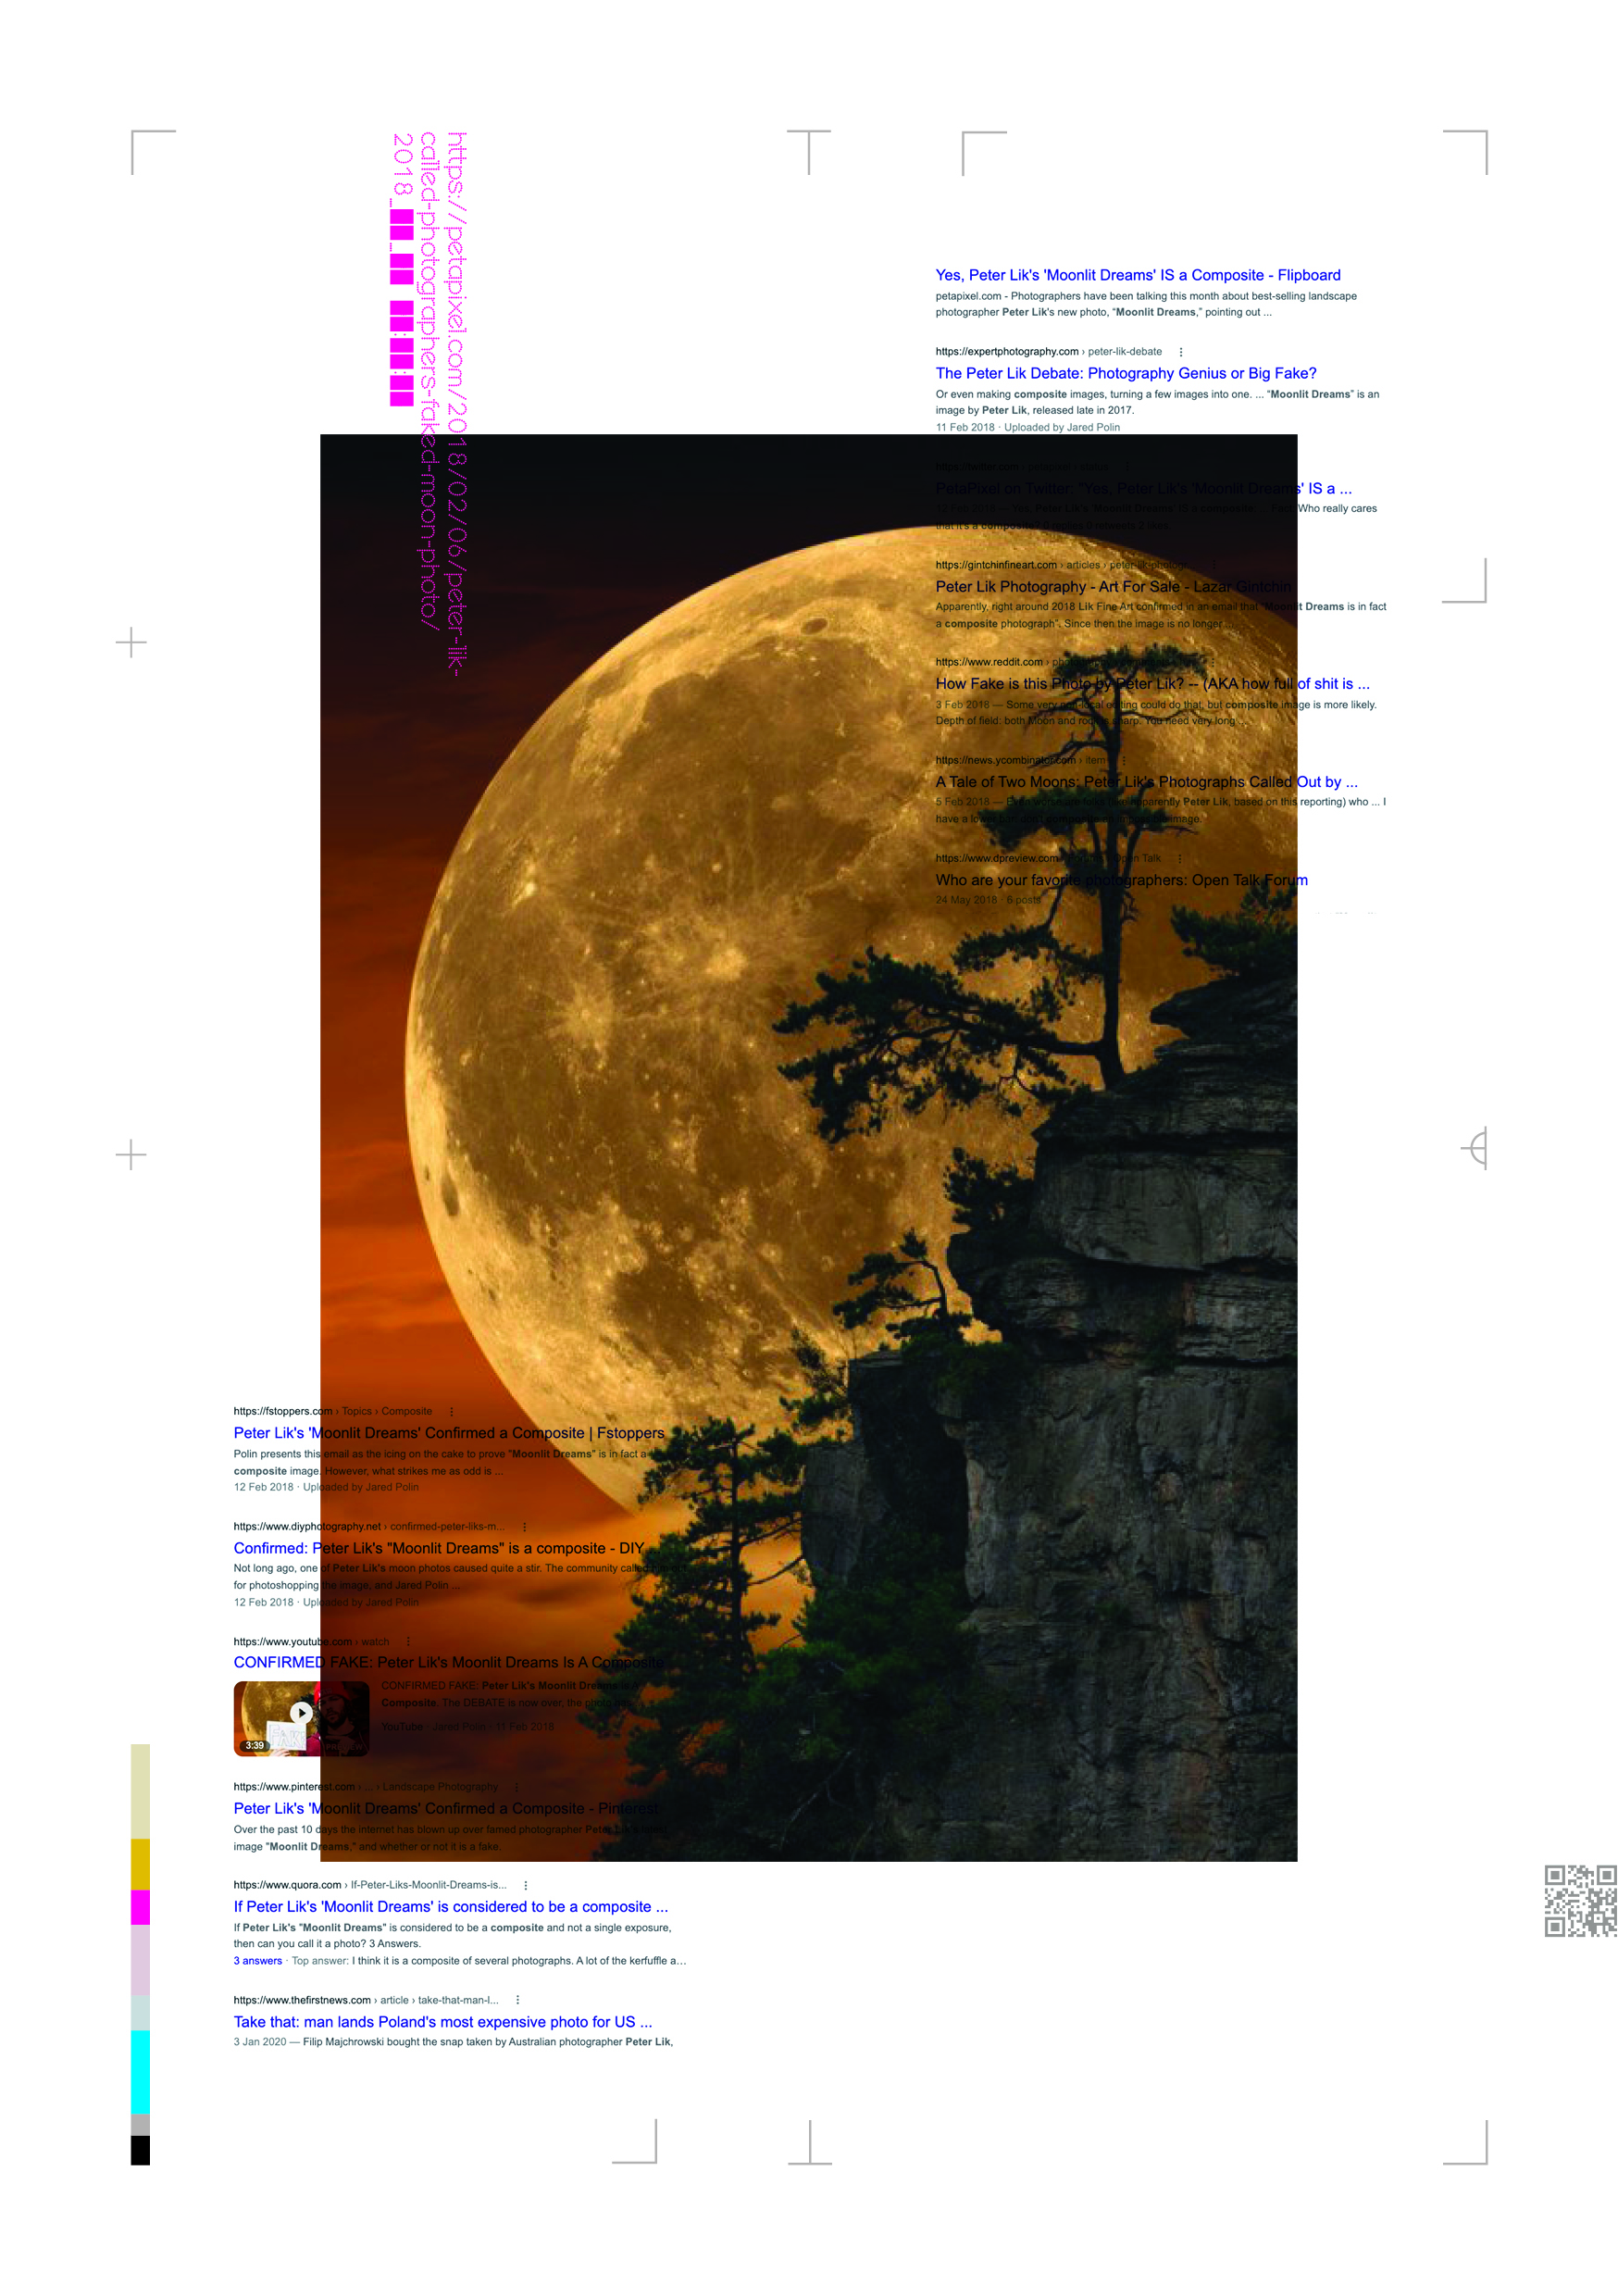 https://petapixel.com/2018/02/06/peter-lik-
called-photographers-faked-moon-photo/
2018_██_██ ██:██:██
Yes, Peter Lik's 'Moonlit Dreams' IS a Composite - Flipboard
petapixel.com - Photographers have been talking this month about best-selling landscape
photographer Peter Lik's new photo, “Moonlit Dreams,” pointing out ...
https://expertphotography.com › peter-lik-debate
The Peter Lik Debate: Photography Genius or Big Fake?
Or even making composite images, turning a few images into one. ... “Moonlit Dreams” is an
image by Peter Lik, released late in 2017.
11 Feb 2018 · Uploaded by Jared Polin
https://twitter.com › petapixel › status
PetaPixel on Twitter: "Yes, Peter Lik's 'Moonlit Dreams' IS a ...
Feb 2018 — Yes, Peter Lik's 'Moonlit Dreams' IS a composite. Who really cares
that it's a composite? 0 replies 0 retweets 2 likes.
https://gintchinfineart.com › articles
Peter Lik Photography - Art For Sale - Lazar Gintchin
Apparently, right around 2018 Lik Fine Art confirmed in an email that “Moonlit Dreams is in fact
a composite photograph”. Since then the image is no longer ...
https://www.reddit.com
How Fake is this Photo by Peter Lik? -- (AKA how full of shit is ...
3 Feb 2018 — Some very non-local editing could do that, but composite image is more likely.
Depth of field: both Moon and rock is sharp. You need very long ...
https://news.ycombinator.com › item
A Tale of Two Moons: Peter Lik's Photographs Called Out by ...
5 Feb 2018 — apparently Peter Lik, based on this reporting) who ... I
have a image.
https://www.dpreview.com › Open Talk
Who are your favorite photographers: Open Talk Forum
24 May 2018 · 6 posts
https://fstoppers.com › Topics › Composite
Peter Lik's 'Moonlit Dreams' Confirmed a Composite | Fstoppers
Polin presents this email as the icing on the cake to prove "Moonlit Dreams" is in fact a
composite image. However, what strikes me as odd is ...
12 Feb 2018 · Uploaded by Jared Polin
https://www.diyphotography.net › confirmed-peter-liks-m...
Confirmed: Peter Lik's "Moonlit Dreams" is a composite - DIY
Not long ago, one of Peter Lik's moon photos caused quite a stir. The community called
for photoshopping the image, and Jared Polin ...
12 Feb 2018 · Uploaded by Jared Polin
https://www.youtube.com › watch
CONFIRMED FAKE: Peter Lik's Moonlit Dreams Is A Composite
CONFIRMED FAKE: Peter Lik's Moonlit Dreams
Composite. The DEBATE is now over, the photo
YouTube · Jared Polin · 11 Feb 2018
FAKE
3:39
https://www.pinterest.com › ... › Landscape Photography
Peter Lik's 'Moonlit Dreams' Confirmed a Composite - Pinterest
Over the past 10 days the internet has blown up over famed photographer Peter
image "Moonlit Dreams," and whether or not it is a fake.
https://www.quora.com › If-Peter-Liks-Moonlit-Dreams-is...
If Peter Lik's 'Moonlit Dreams' is considered to be a composite ...
If Peter Lik's "Moonlit Dreams" is considered to be a composite and not a single exposure,
then can you call it a photo? 3 Answers.
3 answers · Top answer: I think it is a composite of several photographs. A lot of the kerfuffle a...
https://www.thefirstnews.com › article › take-that-man-l...
Take that: man lands Poland's most expensive photo for US ...
3 Jan 2020 — Filip Majchrowski bought the snap taken by Australian photographer Peter Lik,